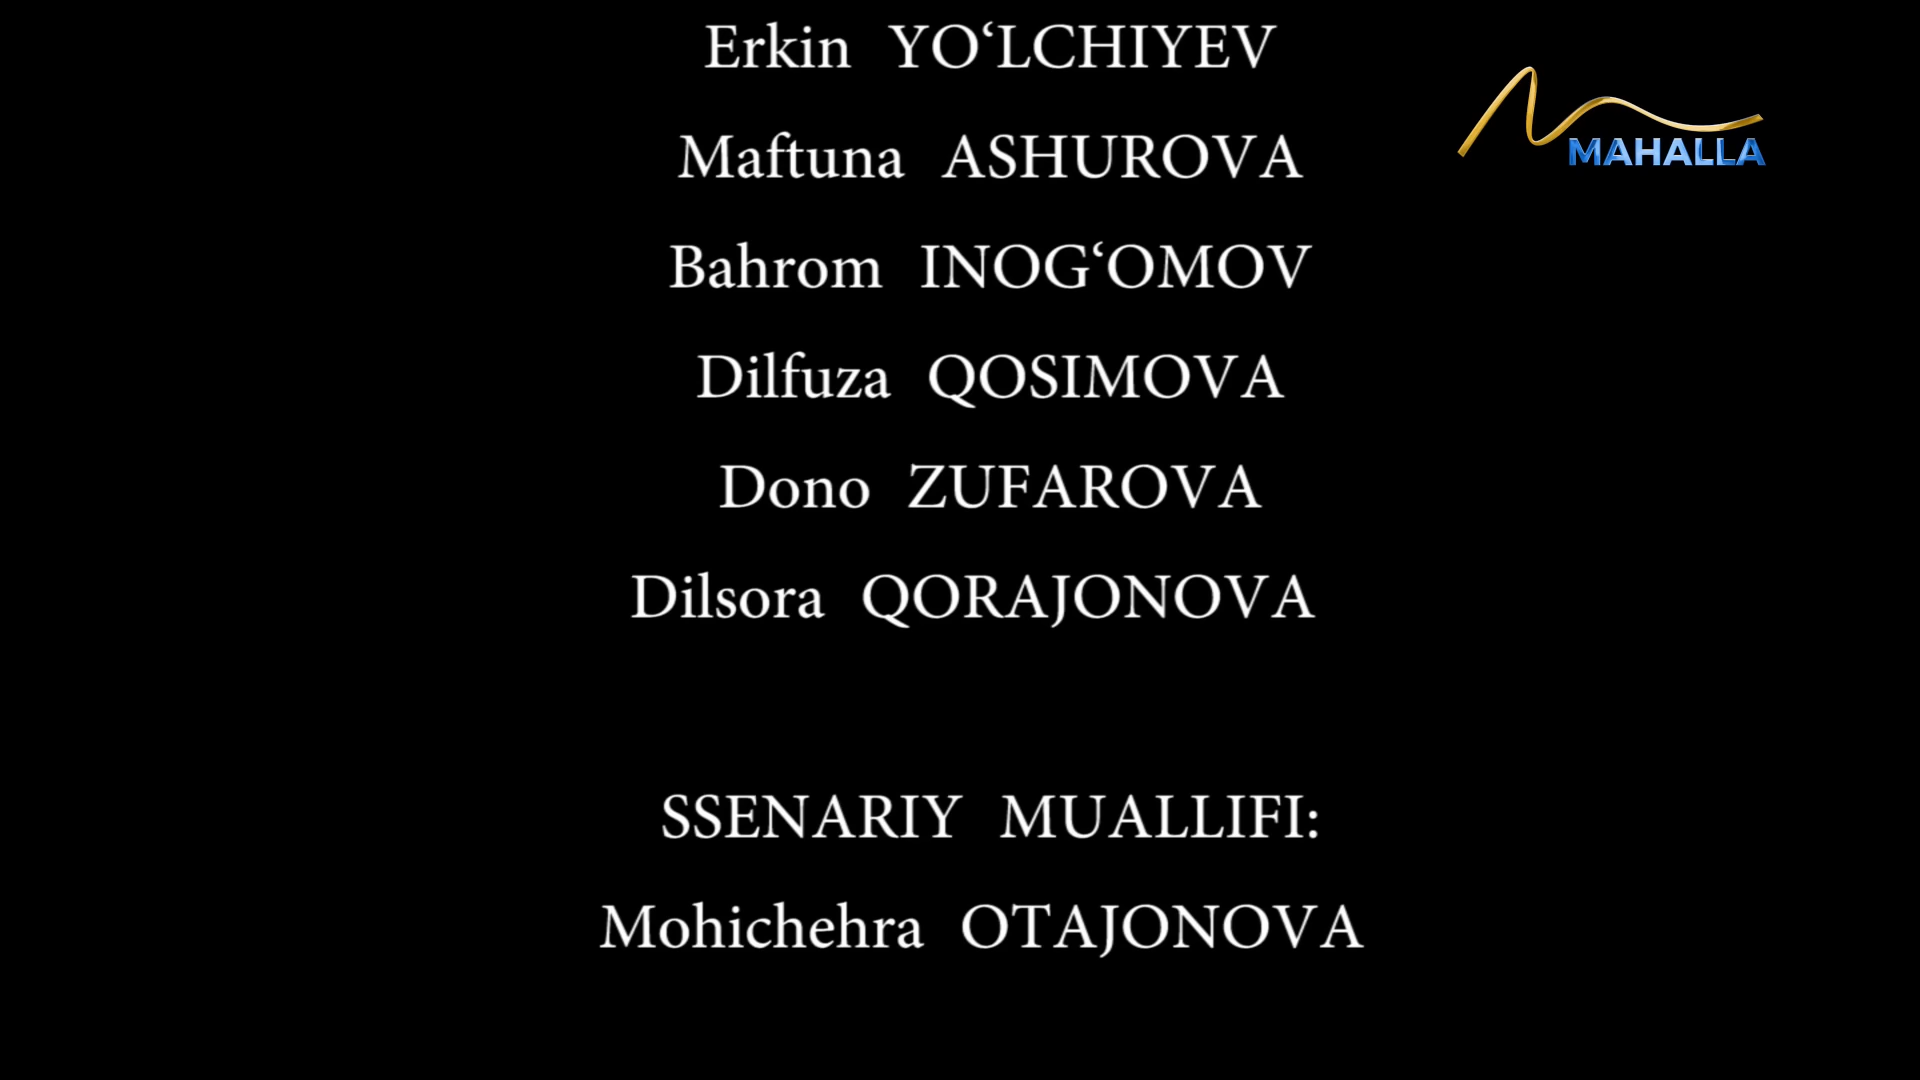 Erkin YO‘LCHIYEV
MAHALLA
Maftuna ASHUROVA
Bahrom INOG‘OMOV
Dilfuza QOSIMOVA
Dono ZUFAROVA
Dilsora QORAJONOVA
SSENARIY MUALLIFI:
Mohichehra OTAJONOVA